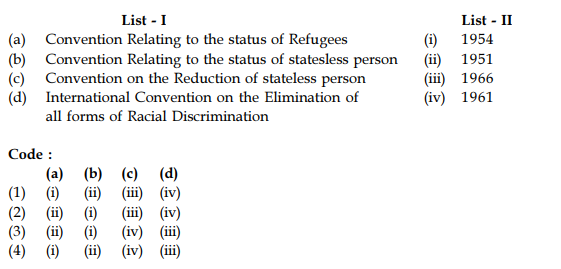 List - I List - II
(a) Convention Relating to the status of Refugees (i) 1954
(b) Convention Relating to the status of statesless person (ii) 1951
(c) Convention on the Reduction of stateless person (iii) 1966
(d) International Convention on the Elimination of (iv) 1961
all forms of Racial Discrimination
Code :
(a) (b) (c) (d)
(1) (i) (ii) (iii) (iv)
(2) (ii) (i) (iii) (iv)
(3) (ii) (i) (iv) (iii)
(4) (i) (ii) (iv) (iii)